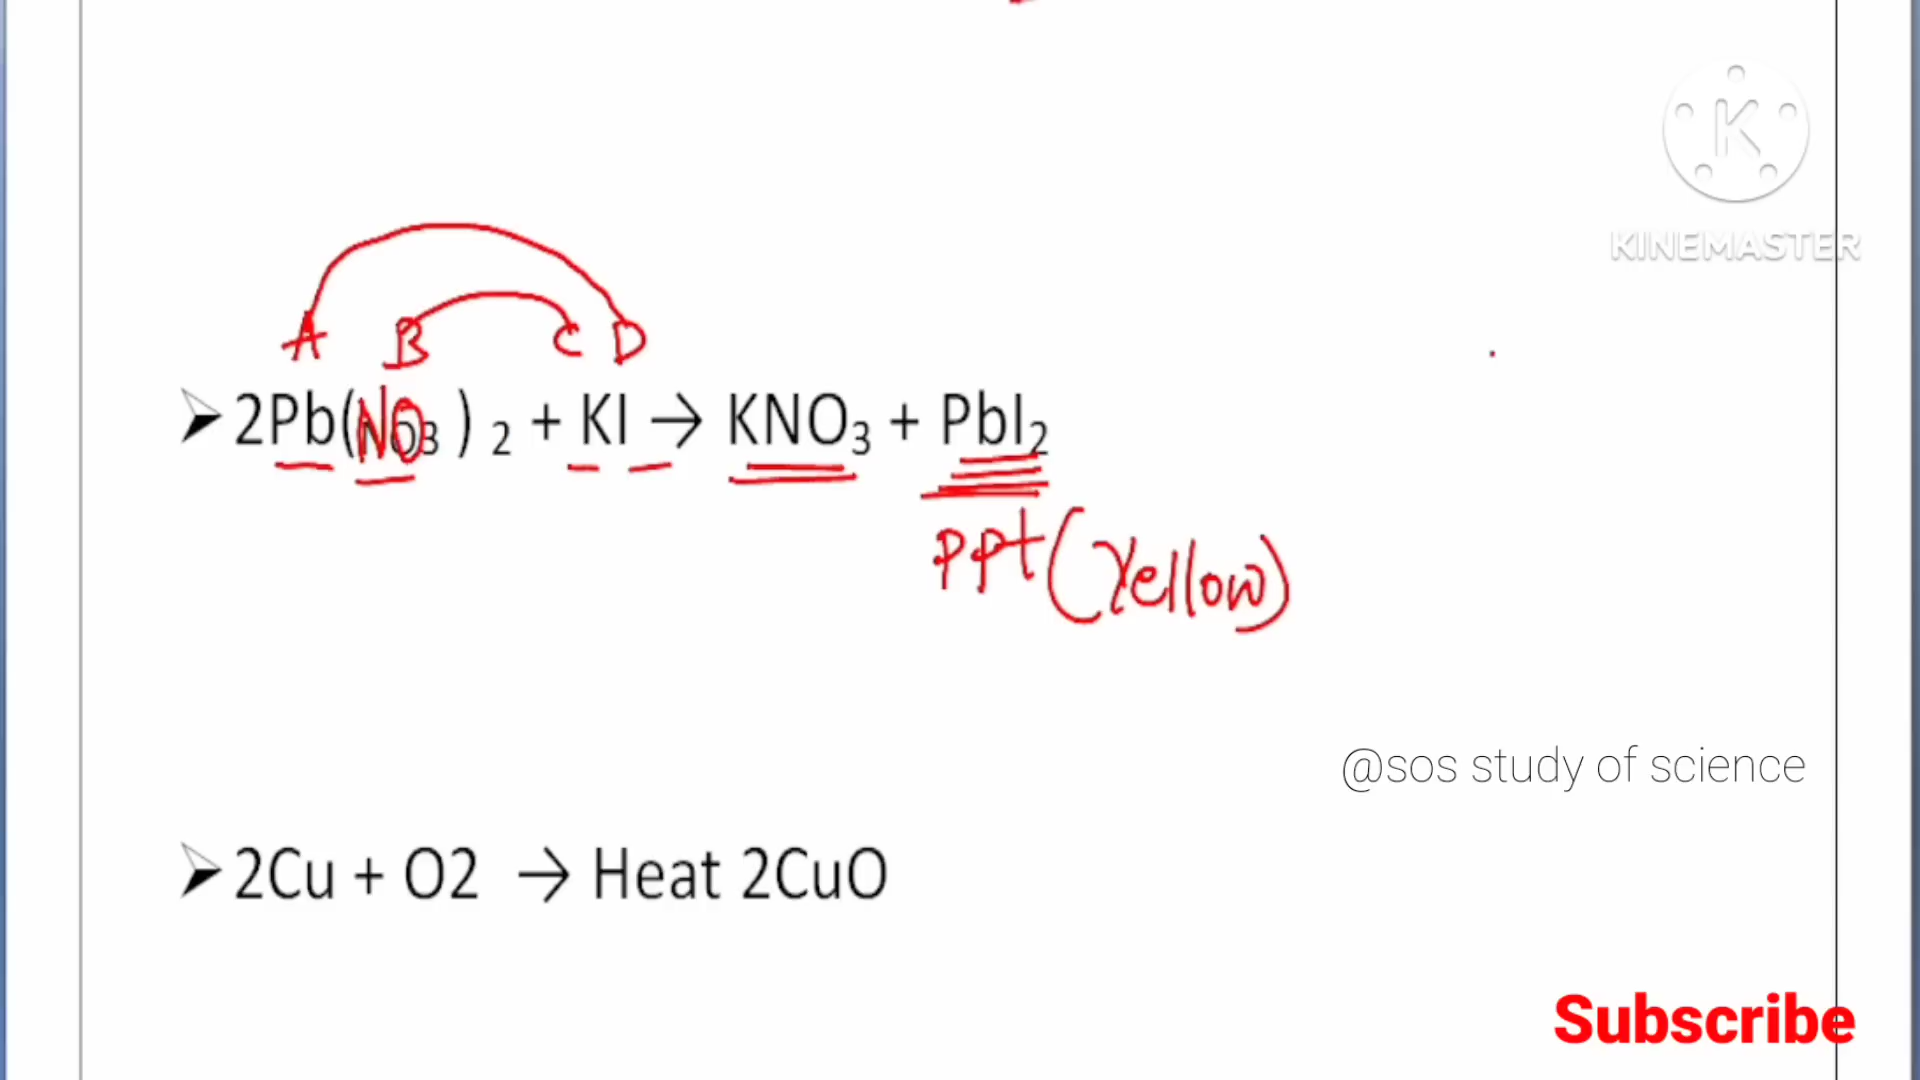 K
KINEMASTER
A B C D
➢ 2Pb(NO3 ) 2 + KI → KNO₃ + PbI₂
ppt (Yellow)
@sos study of science
➢ 2Cu + O2 → Heat 2CuO
Subscribe